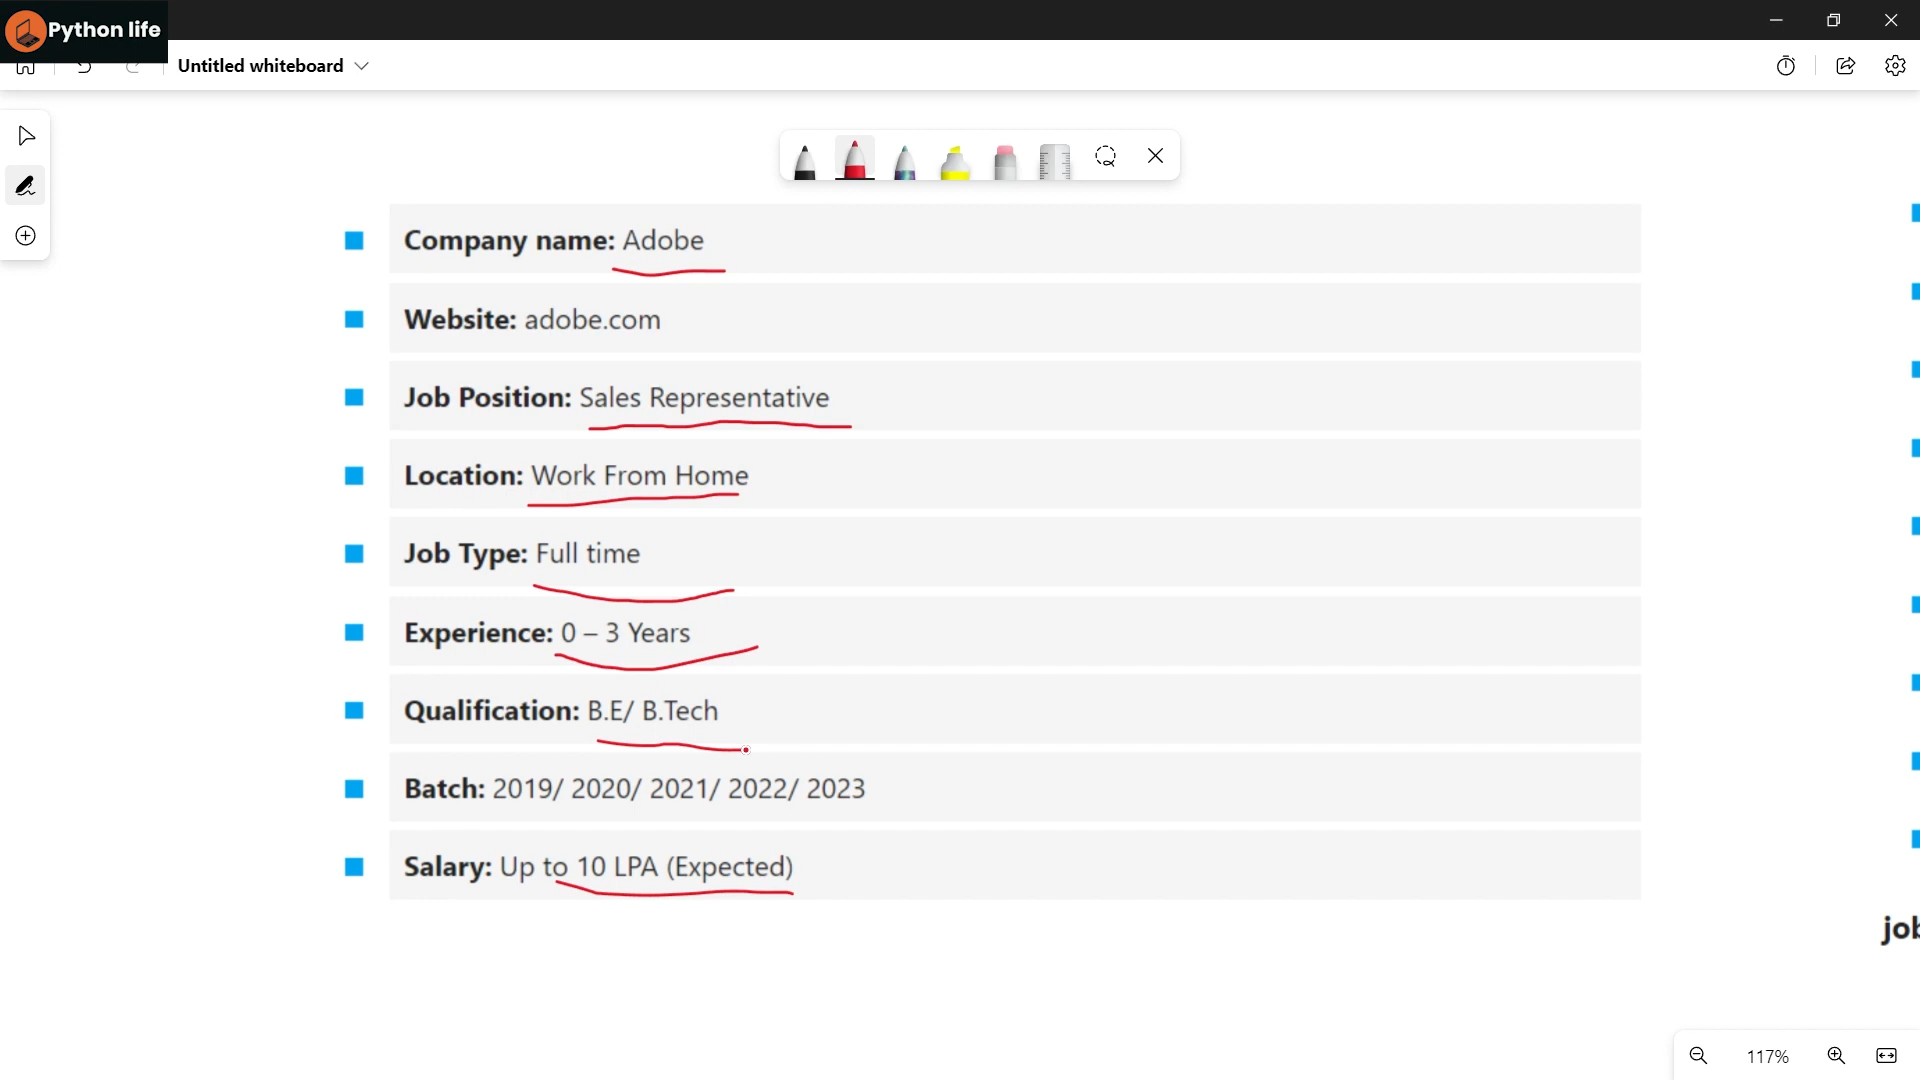 Python life
Untitled whiteboard
Company name: Adobe
Website: adobe.com
Job Position: Sales Representative
Location: Work From Home
Job Type: Full time
Experience: 0 – 3 Years
Qualification: B.E/ B.Tech
Batch: 2019/ 2020/ 2021/ 2022/ 2023
Salary: Up to 10 LPA (Expected)
job
117%